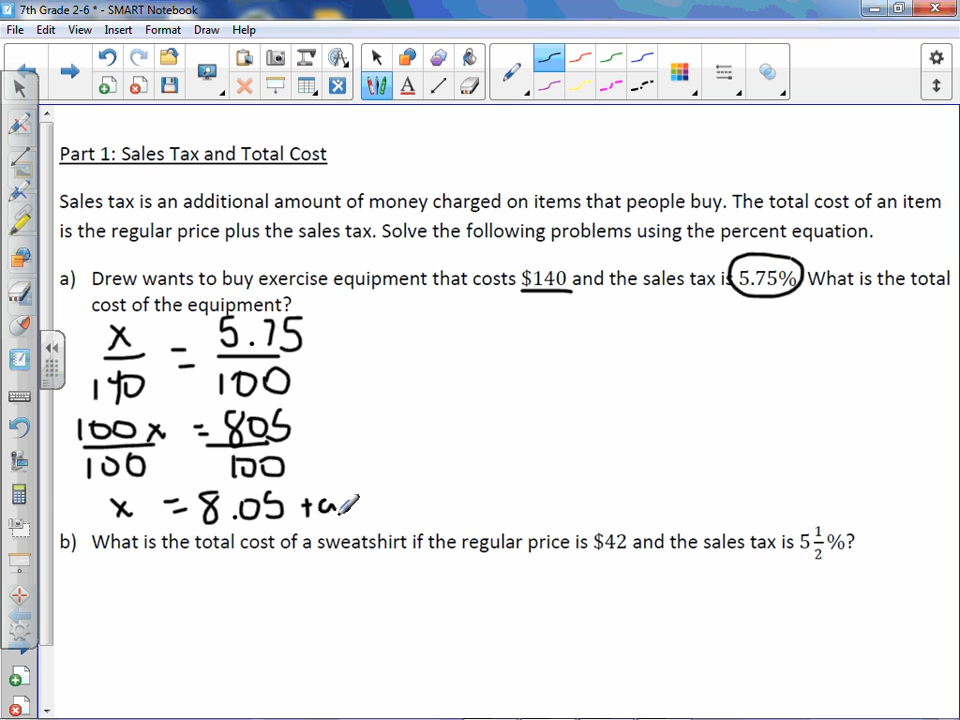 7th Grade 2-6 * - SMART Notebook
File Edit View Insert Format Draw Help
Part 1: Sales Tax and Total Cost
Sales tax is an additional amount of money charged on items that people buy. The total cost of an item
is the regular price plus the sales tax. Solve the following problems using the percent equation.
a) Drew wants to buy exercise equipment that costs $140 and the sales tax is 5.75% What is the total
cost of the equipment?
x/140 = 5.75/100
100x/100 = 805/100
x = 8.05 +a
b) What is the total cost of a sweatshirt if the regular price is $42 and the sales tax is 5 1/2 %?